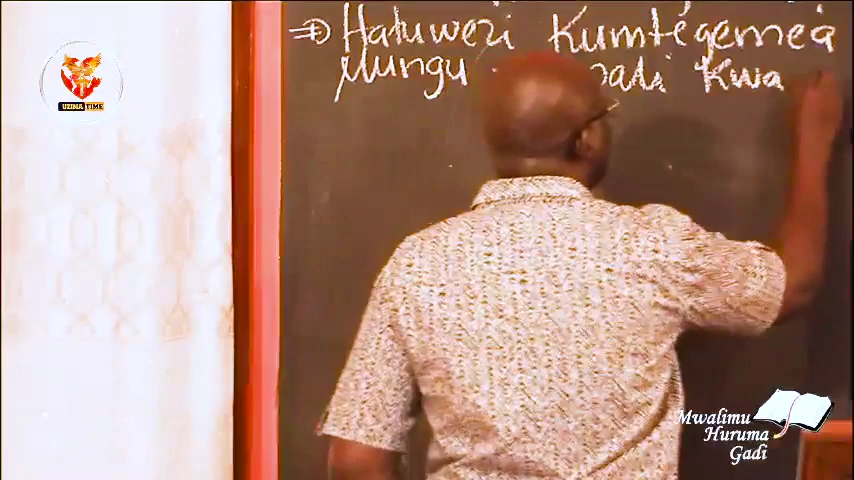 ⇒ Hatuwezi Kumtegemea
Mungu kwa
UZIMA TIME
Mwalimu
Huruma
Gadi